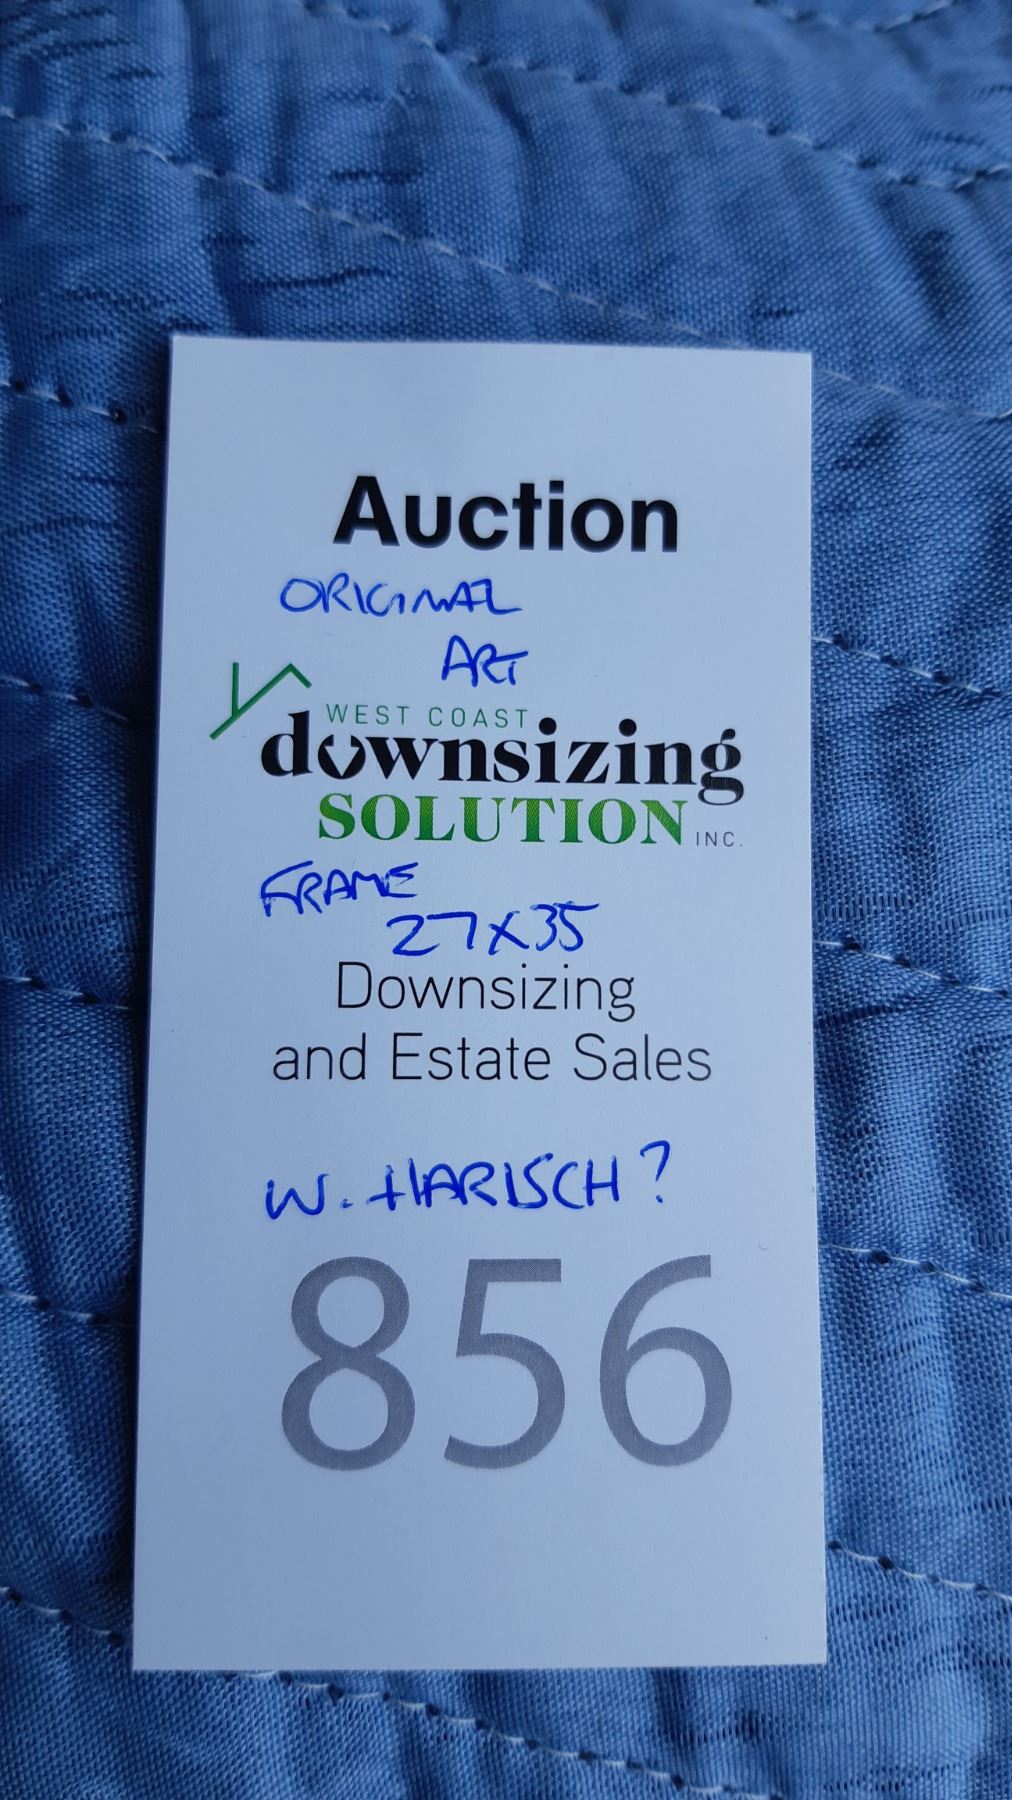 Auction
ORIGINAL
ART
WEST COAST
downsizing
SOLUTION INC.
FRAME
27X35
Downsizing
and Estate Sales
W. HARISCH?
856